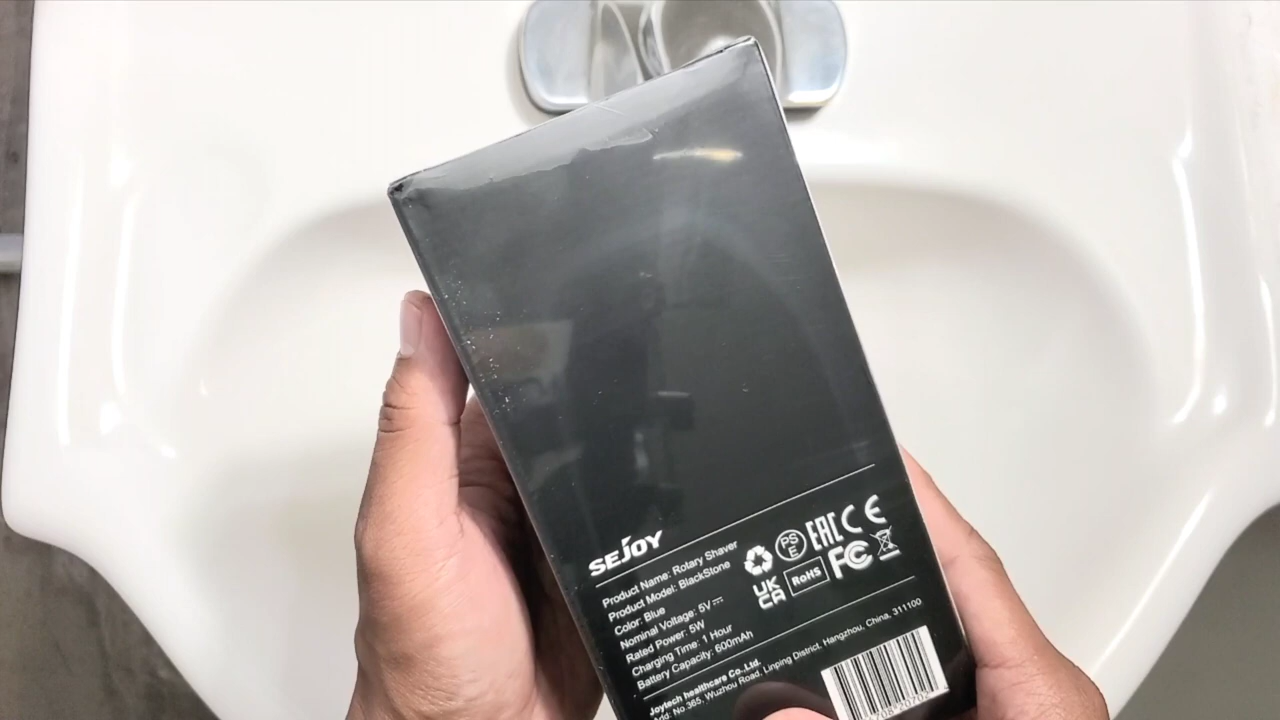 SEJOY
Product Name: Rotary Shaver
Product Model: BlackStone
Color: Blue
Nominal Voltage: 5V⎓
Rated Power: 5W
Charging Time: 1 Hour
Battery Capacity: 600mAh
PS E
EAC CE
UK CA
RoHS
FC
Joytech healthcare Co.,Ltd.
Add: No.365, Wuzhou Road, Linping District, Hangzhou, China, 311100